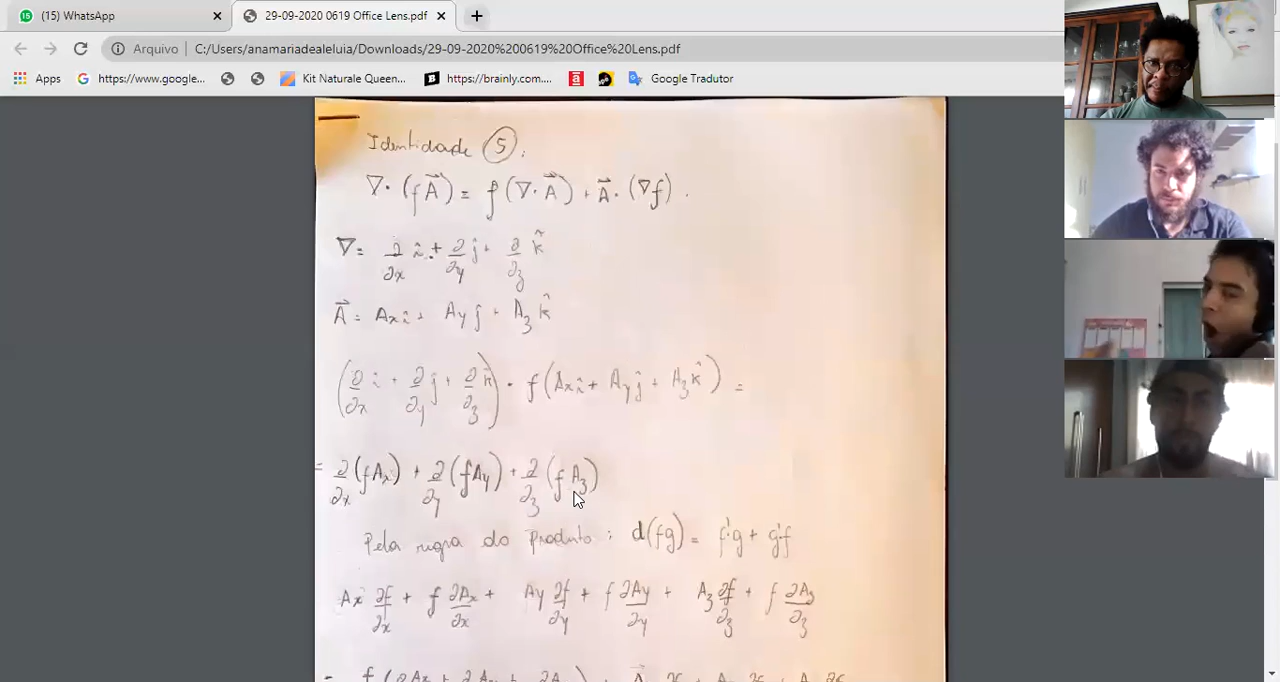 (15) WhatsApp
29-09-2020 0619 Office Lens.pdf
Arquivo | C:/Users/anamariadealeluia/Downloads/29-09-2020%200619%20Office%20Lens.pdf
Apps https://www.google... Kit Naturale Queen... https://brainly.com.... a Google Tradutor
Identidade 5:
∇·(fA⃗) = f(∇·A⃗) + A⃗·(∇f).
∇ = ∂/∂x î + ∂/∂y ĵ + ∂/∂z k̂
A⃗ = Ax î + Ay ĵ + Az k̂
(∂/∂x î + ∂/∂y ĵ + ∂/∂z k̂) · f(Ax î + Ay ĵ + Az k̂) =
= ∂/∂x (fAx) + ∂/∂y (fAy) + ∂/∂z (fAz)
Pela regra do produto: d(fg) = f'·g + g'·f
Ax ∂f/∂x + f ∂Ax/∂x + Ay ∂f/∂y + f ∂Ay/∂y + Az ∂f/∂z + f ∂Az/∂z